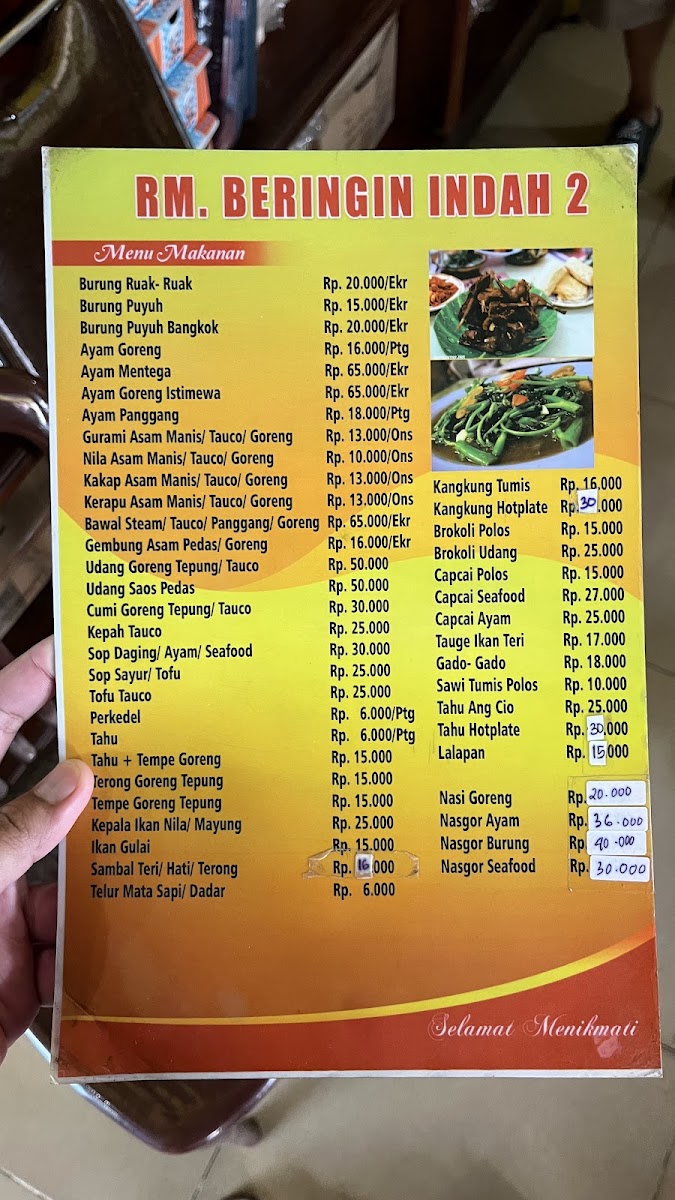 RM. BERINGIN INDAH 2
Menu Makanan
Burung Ruak- Ruak Rp. 20.000/Ekr
Burung Puyuh Rp. 15.000/Ekr
Burung Puyuh Bangkok Rp. 20.000/Ekr
Ayam Goreng Rp. 16.000/Ptg
Ayam Mentega Rp. 65.000/Ekr
Ayam Goreng Istimewa Rp. 65.000/Ekr
Ayam Panggang Rp. 18.000/Ptg
Gurami Asam Manis/ Tauco/ Goreng Rp. 13.000/Ons
Nila Asam Manis/ Tauco/ Goreng Rp. 10.000/Ons
Kakap Asam Manis/ Tauco/ Goreng Rp. 13.000/Ons
Kerapu Asam Manis/ Tauco/ Goreng Rp. 13.000/Ons
Bawal Steam/ Tauco/ Panggang/ Goreng Rp. 65.000/Ekr
Gembung Asam Pedas/ Goreng Rp. 16.000/Ekr
Udang Goreng Tepung/ Tauco Rp. 50.000
Udang Saos Pedas Rp. 50.000
Cumi Goreng Tepung/ Tauco Rp. 30.000
Kepah Tauco Rp. 25.000
Sop Daging/ Ayam/ Seafood Rp. 30.000
Sop Sayur/ Tofu Rp. 25.000
Tofu Tauco Rp. 25.000
Perkedel Rp. 6.000/Ptg
Tahu Rp. 6.000/Ptg
Tahu + Tempe Goreng Rp. 15.000
Terong Goreng Tepung Rp. 15.000
Tempe Goreng Tepung Rp. 15.000
Kepala Ikan Nila/ Mayung Rp. 25.000
Ikan Gulai Rp. 15.000
Sambal Teri/ Hati/ Terong Rp. 16.000
Telur Mata Sapi/ Dadar Rp. 6.000
Kangkung Tumis Rp. 16.000
Kangkung Hotplate Rp. 30.000
Brokoli Polos Rp. 15.000
Brokoli Udang Rp. 25.000
Capcai Polos Rp. 15.000
Capcai Seafood Rp. 27.000
Capcai Ayam Rp. 25.000
Tauge Ikan Teri Rp. 17.000
Gado- Gado Rp. 18.000
Sawi Tumis Polos Rp. 10.000
Tahu Ang Cio Rp. 25.000
Tahu Hotplate Rp. 30.000
Lalapan Rp. 15.000
Nasi Goreng Rp. 20.000
Nasgor Ayam Rp. 36.000
Nasgor Burung Rp. 40.000
Nasgor Seafood Rp. 30.000
Selamat Menikmati